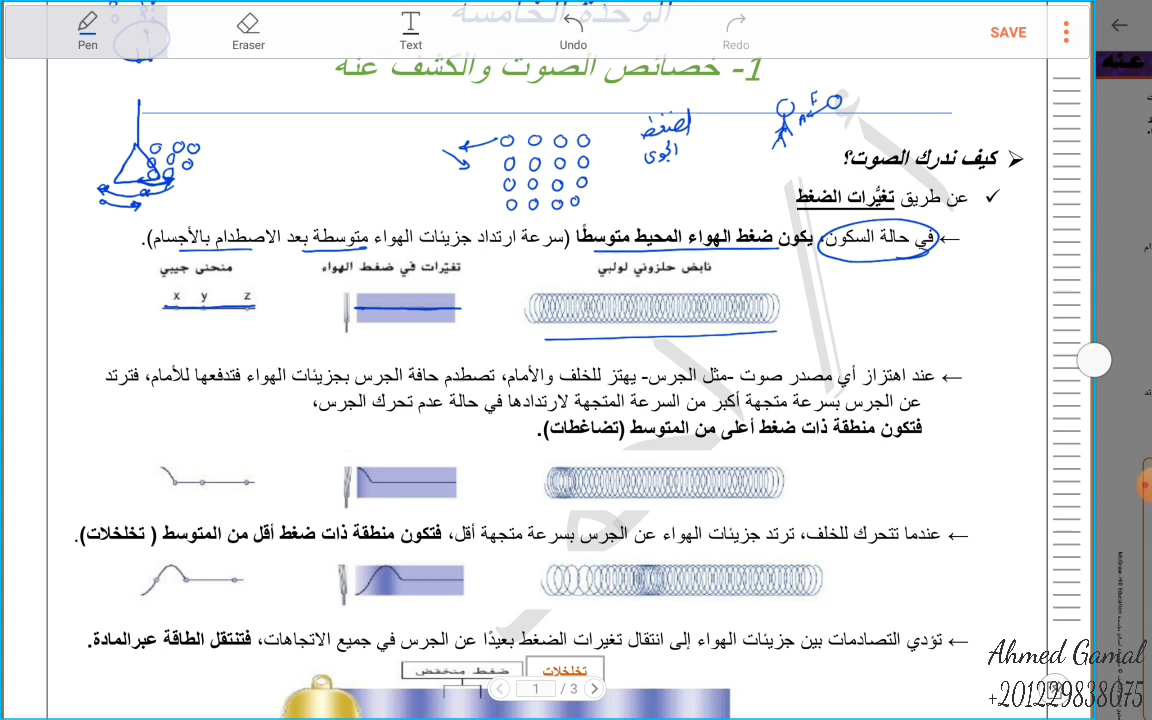 الوحدة الخامسة
Pen
Eraser
Text
Undo
Redo
SAVE
1- خصائص الصوت والكشف عنه
عنه
الضغط
الجوى
F
A
➢ كيف ندرك الصوت؟
✓ عن طريق تغيُّرات الضغط
← في حالة السكون، يكون ضغط الهواء المحيط متوسطًا (سرعة ارتداد جزيئات الهواء متوسطة بعد الاصطدام بالأجسام).
نابض حلزوني لولبي
تغيّرات في ضغط الهواء
منحنى جيبي
x y z
← عند اهتزاز أي مصدر صوت -مثل الجرس- يهتز للخلف والأمام، تصطدم حافة الجرس بجزيئات الهواء فتدفعها للأمام، فترتد
عن الجرس بسرعة متجهة أكبر من السرعة المتجهة لارتدادها في حالة عدم تحرك الجرس،
فتكون منطقة ذات ضغط أعلى من المتوسط (تضاغطات).
← عندما تتحرك للخلف، ترتد جزيئات الهواء عن الجرس بسرعة متجهة أقل، فتكون منطقة ذات ضغط أقل من المتوسط ( تخلخلات).
← تؤدي التصادمات بين جزيئات الهواء إلى انتقال تغيرات الضغط بعيدًا عن الجرس في جميع الاتجاهات، فتنتقل الطاقة عبرالمادة.
تخلخلات
ضغط منخفض
1 / 3
Ahmed Gamal
+201229838075